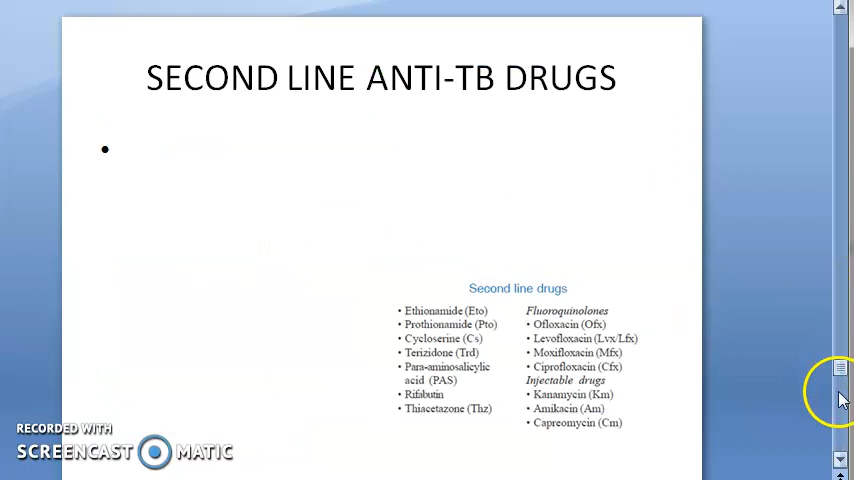 SECOND LINE ANTI-TB DRUGS
•
Second line drugs
• Ethionamide (Eto)
• Prothionamide (Pto)
• Cycloserine (Cs)
• Terizidone (Trd)
• Para-aminosalicylic
acid (PAS)
• Rifabutin
• Thiacetazone (Thz)
Fluoroquinolones
• Ofloxacin (Ofx)
• Levofloxacin (Lvx/Lfx)
• Moxifloxacin (Mfx)
• Ciprofloxacin (Cfx)
Injectable drugs
• Kanamycin (Km)
• Amikacin (Am)
• Capreomycin (Cm)
RECORDED WITH
SCREENCAST MATIC